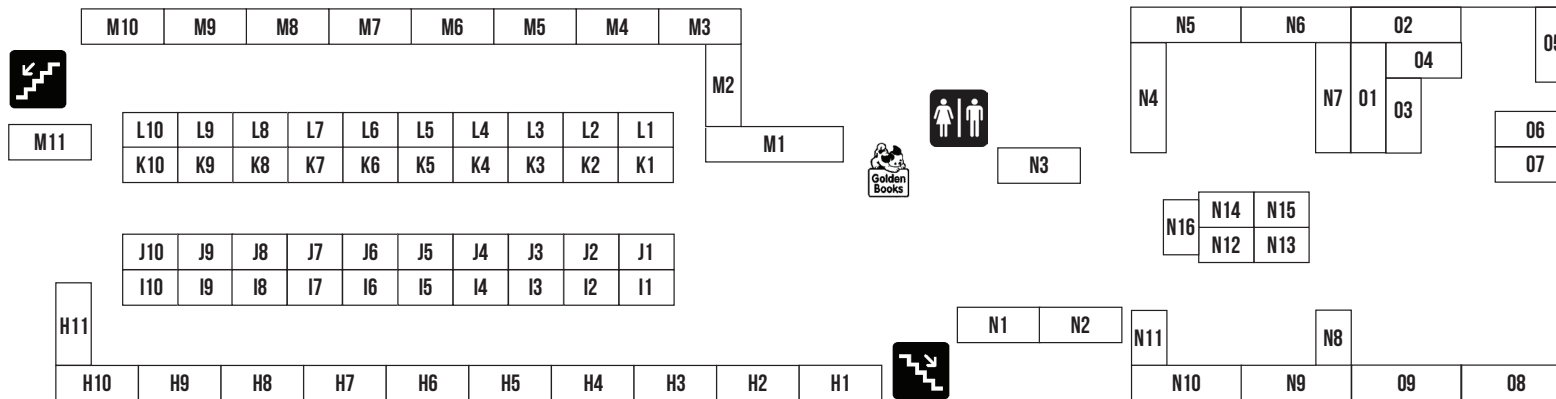 M10 M9 M8 M7 M6 M5 M4 M3
N5 N6 O2
O5
O4
M2
N4 N7 O1 O3
L10 L9 L8 L7 L6 L5 L4 L3 L2 L1
O6
M11
M1
K10 K9 K8 K7 K6 K5 K4 K3 K2 K1
N3
O7
Golden
Books
N14 N15
N16
N12 N13
J10 J9 J8 J7 J6 J5 J4 J3 J2 J1
I10 I9 I8 I7 I6 I5 I4 I3 I2 I1
H11
N1 N2
N11 N8
H10 H9 H8 H7 H6 H5 H4 H3 H2 H1
N10 N9 O9 O8